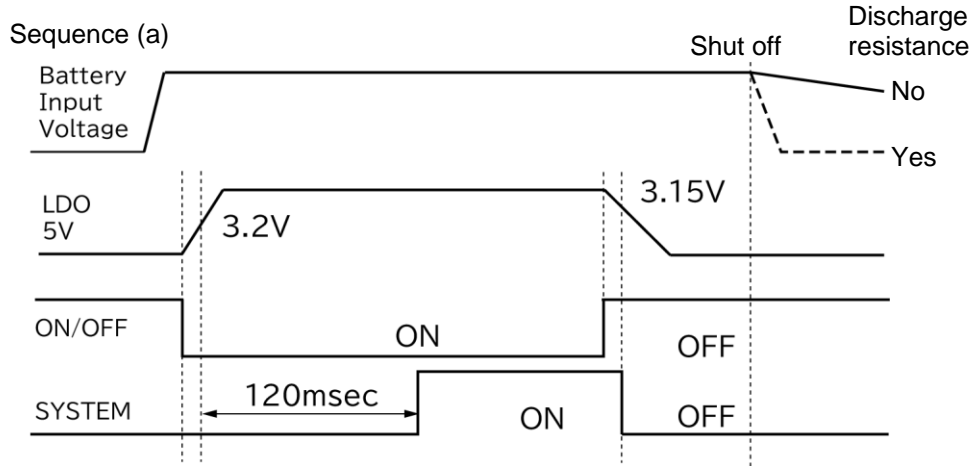 Sequence (a)
Shut off
Discharge
resistance
Battery
Input
Voltage
No
Yes
LDO
5V
3.2V
3.15V
ON/OFF
ON
OFF
SYSTEM
120msec
ON
OFF